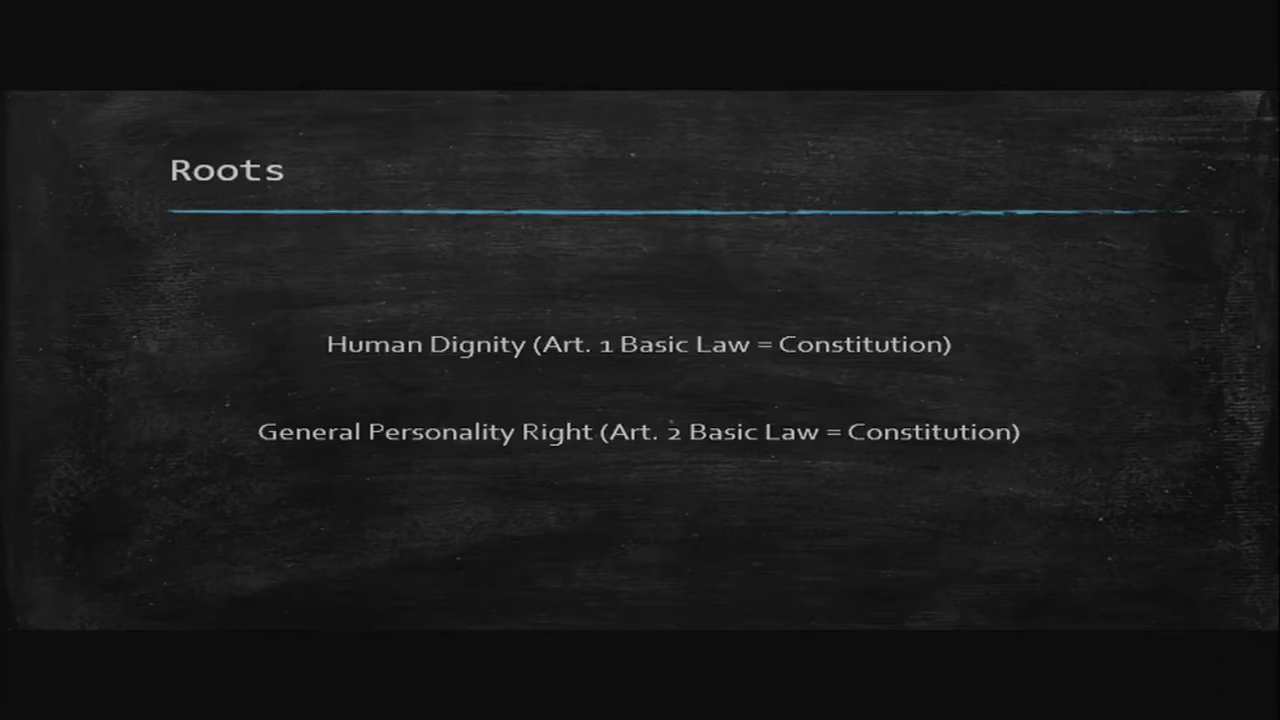 Roots
Human Dignity (Art. 1 Basic Law = Constitution)
General Personality Right (Art. 2 Basic Law = Constitution)